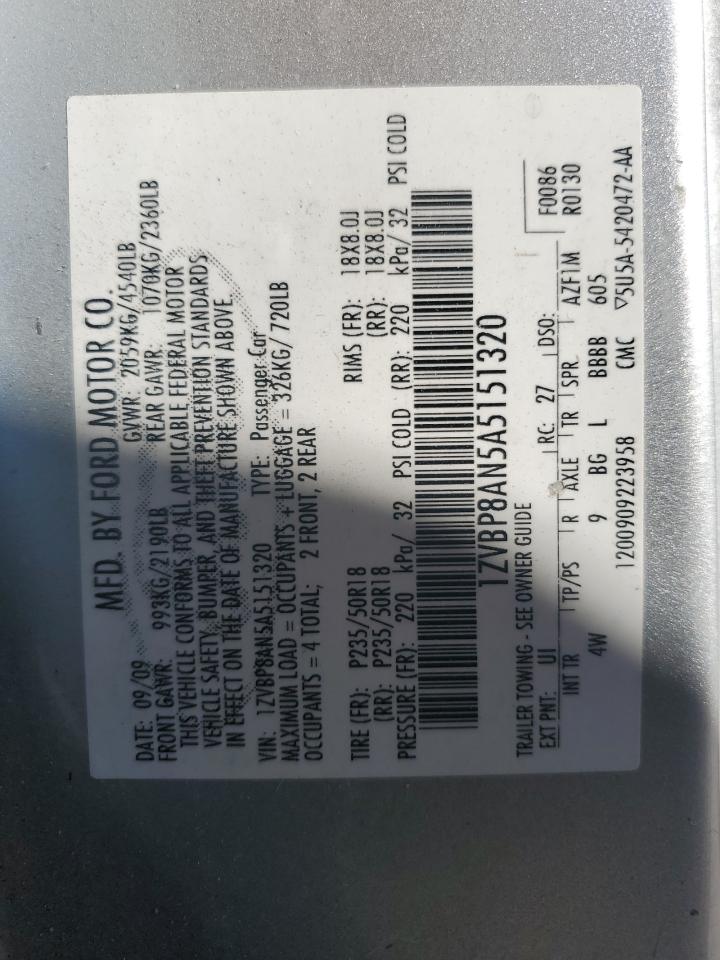 MFD. BY FORD MOTOR CO.
DATE: 09/09 GVWR: 2059KG/4540LB
FRONT GAWR: 993KG/2190LB REAR GAWR: 1070KG/2360LB
THIS VEHICLE CONFORMS TO ALL APPLICABLE FEDERAL MOTOR
VEHICLE SAFETY, BUMPER, AND THEFT PREVENTION STANDARDS
IN EFFECT ON THE DATE OF MANUFACTURE SHOWN ABOVE.
VIN: 1ZVBP8AN5A5151320 TYPE: Passenger Car
MAXIMUM LOAD = OCCUPANTS + LUGGAGE = 326KG/ 720LB
OCCUPANTS = 4 TOTAL; 2 FRONT, 2 REAR
TIRE (FR): P235/50R18 RIMS (FR): 18X8.0J
(RR): P235/50R18 (RR): 18X8.0J
PRESSURE (FR): 220 kPa/ 32 PSI COLD (RR): 220 kPa/ 32 PSI COLD
1ZVBP8AN5A5151320
TRAILER TOWING - SEE OWNER GUIDE
EXT PNT: UI RC: 27 DSO: F0086
INT TR TP/PS R AXLE TR SPR AZF1M R0130
4W 9 BG L BBBB 605
1200909223958 CMC ▽5U5A-5420472-AA